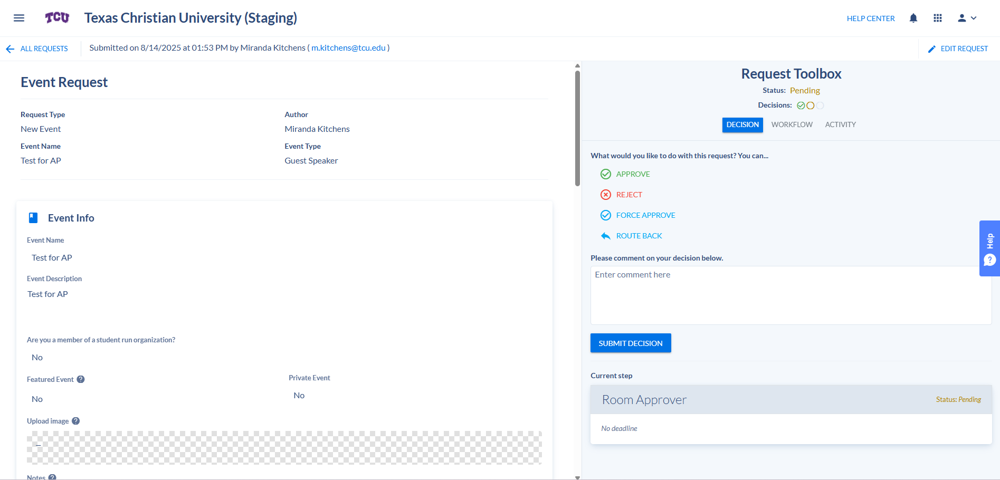 TCU
Texas Christian University (Staging)
HELP CENTER
ALL REQUESTS
Submitted on 8/14/2025 at 01:53 PM by Miranda Kitchens ( m.kitchens@tcu.edu )
EDIT REQUEST
Event Request
Request Type
New Event
Author
Miranda Kitchens
Event Name
Test for AP
Event Type
Guest Speaker
Event Info
Event Name
Test for AP
Event Description
Test for AP
Are you a member of a student run organization?
No
Featured Event ?
No
Private Event
No
Upload image ?
–
Notes ?
Request Toolbox
Status: Pending
Decisions:
DECISION
WORKFLOW
ACTIVITY
What would you like to do with this request? You can...
APPROVE
REJECT
FORCE APPROVE
ROUTE BACK
Please comment on your decision below.
Enter comment here
SUBMIT DECISION
Current step
Room Approver
Status: Pending
No deadline
Help
?